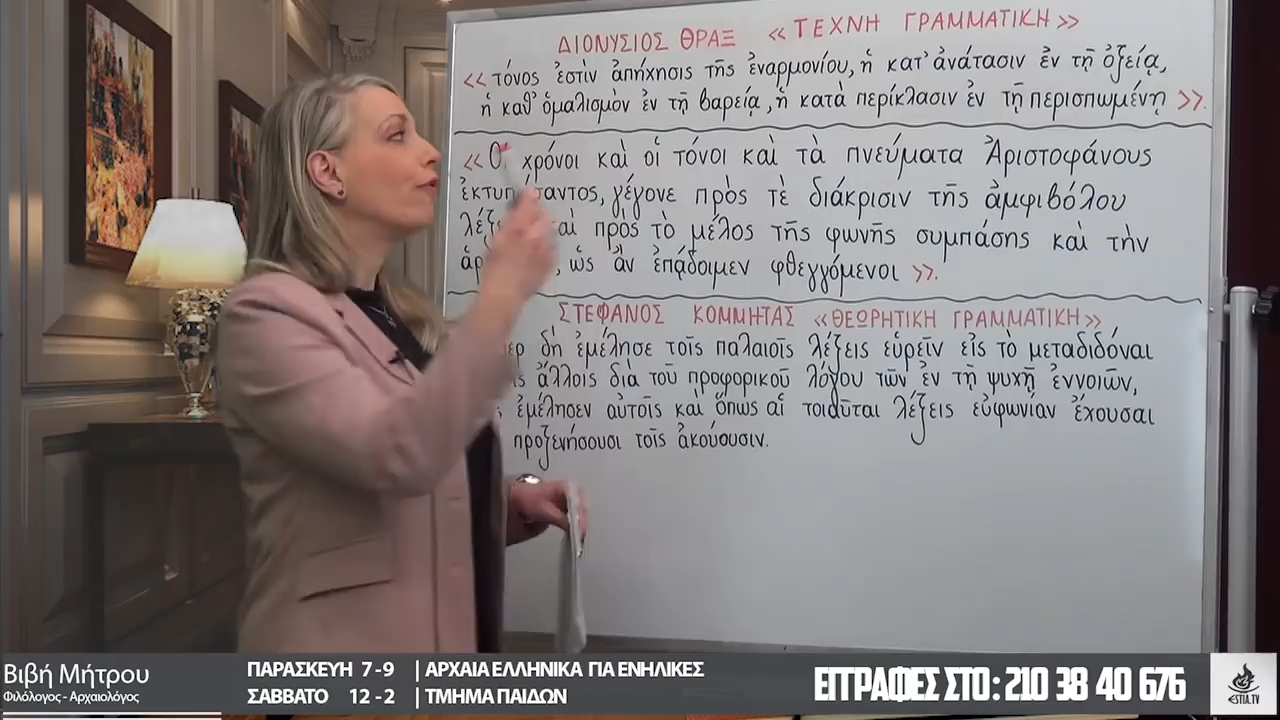 ΔΙΟΝΥΣΙΟΣ ΘΡΑΞ «ΤΕΧΝΗ ΓΡΑΜΜΑΤΙΚΗ»
«τόνος ἐστὶν ἀπήχησις τῆς ἐναρμονίου, ἡ κατ' ἀνάτασιν ἐν τῇ ὀξείᾳ,
ἡ καθ' ὁμαλισμὸν ἐν τῇ βαρείᾳ, ἡ κατὰ περίκλασιν ἐν τῇ περισπωμένῃ».
« χρόνοι καὶ οἱ τόνοι καὶ τὰ πνεύματα Ἀριστοφάνους
γέγονε πρὸς τὲ διάκρισιν τῆς ἀμφιβόλου
πρὸς τὸ μέλος τῆς φωνῆς συμπάσης καὶ τὴν
ὡς ἂν ἐπᾴδοιμεν φθεγγόμενοι».
ΣΤΕΦΑΝΟΣ ΚΟΜΜΗΤΑΣ «ΘΕΩΡΗΤΙΚΗ ΓΡΑΜΜΑΤΙΚΗ»
δὴ ἐμέλησε τοῖς παλαιοῖς λέξεις εὑρεῖν εἰς τὸ μεταδιδόναι
ἄλλοις διὰ τοῦ προφορικοῦ λόγου τῶν ἐν τῇ ψυχῇ ἐννοιῶν,
ἐμέλησεν αὐτοῖς καὶ ὅπως αἱ τοιαῦται λέξεις εὐφωνίαν ἔχουσαι
προξενήσουσι τοῖς ἀκούουσιν.
Βιβή Μήτρου
Φιλόλογος - Αρχαιολόγος
ΠΑΡΑΣΚΕΥΗ 7-9 | ΑΡΧΑΙΑ ΕΛΛΗΝΙΚΑ ΓΙΑ ΕΝΗΛΙΚΕΣ
ΣΑΒΒΑΤΟ 12-2 | ΤΜΗΜΑ ΠΑΙΔΩΝ
ΕΓΓΡΑΦΕΣ ΣΤΟ: 210 38 40 676
ESTIA.TV